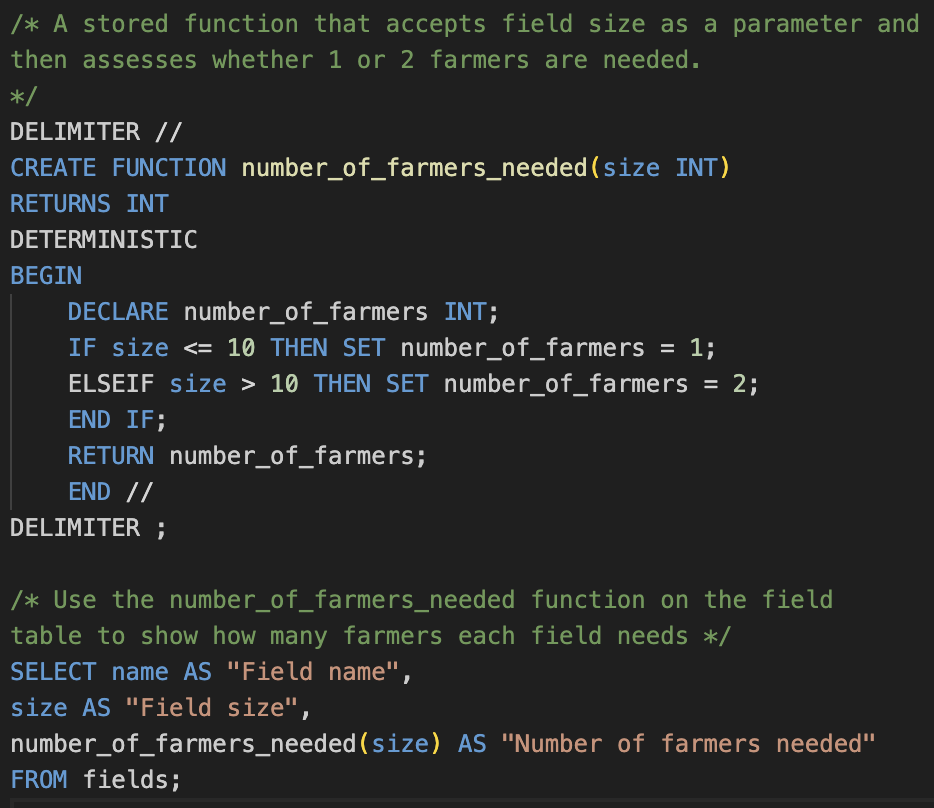 /* A stored function that accepts field size as a parameter and
then assesses whether 1 or 2 farmers are needed.
*/
DELIMITER //
CREATE FUNCTION number_of_farmers_needed(size INT)
RETURNS INT
DETERMINISTIC
BEGIN
    DECLARE number_of_farmers INT;
    IF size <= 10 THEN SET number_of_farmers = 1;
    ELSEIF size > 10 THEN SET number_of_farmers = 2;
    END IF;
    RETURN number_of_farmers;
    END //
DELIMITER ;

/* Use the number_of_farmers_needed function on the field
table to show how many farmers each field needs */
SELECT name AS "Field name",
size AS "Field size",
number_of_farmers_needed(size) AS "Number of farmers needed"
FROM fields;